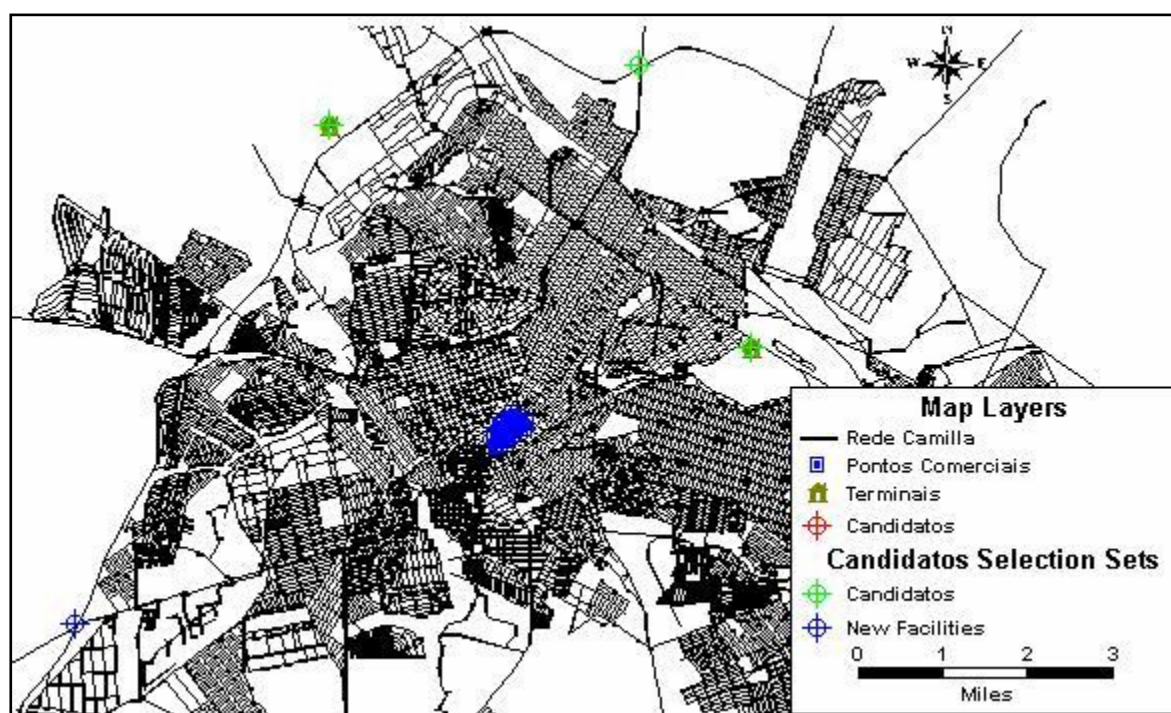 N
W E
S
Map Layers
Rede Camilla
Pontos Comerciais
Terminais
Candidatos
Candidatos Selection Sets
Candidatos
New Facilities
0 1 2 3
Miles